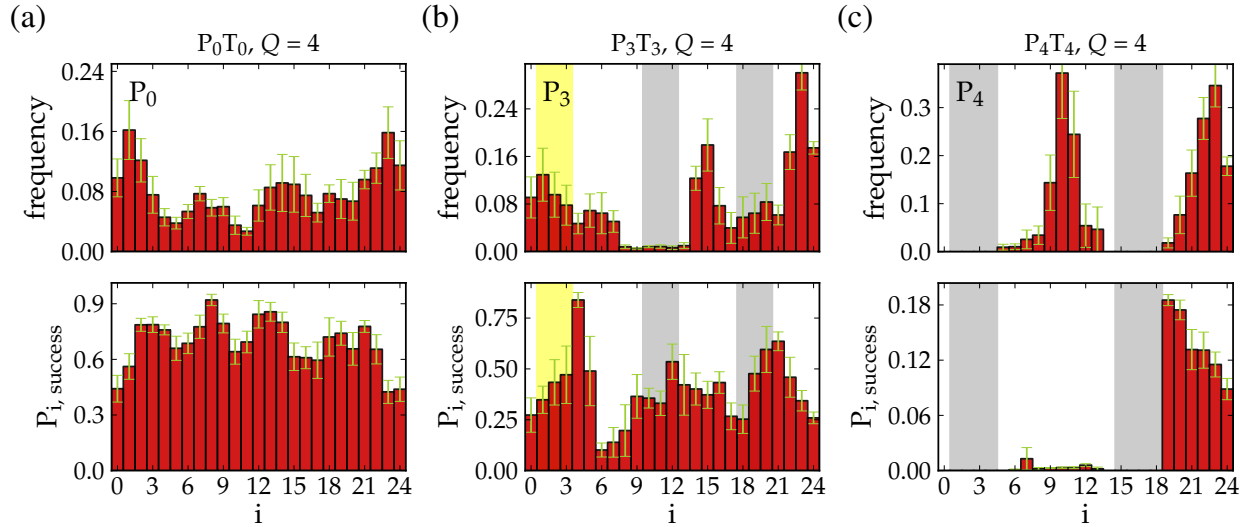 (a)
(b)
(c)
P₀T₀, Q = 4
P₃T₃, Q = 4
P₄T₄, Q = 4
P₀
P₃
P₄
frequency
0.24
0.16
0.08
0.00
frequency
0.24
0.16
0.08
0.00
frequency
0.3
0.2
0.1
0.0
Pi, success
0.9
0.6
0.3
0.0
Pi, success
0.75
0.50
0.25
0.00
Pi, success
0.18
0.12
0.06
0.00
0 3 6 9 12 15 18 21 24
0 3 6 9 12 15 18 21 24
0 3 6 9 12 15 18 21 24
i
i
i